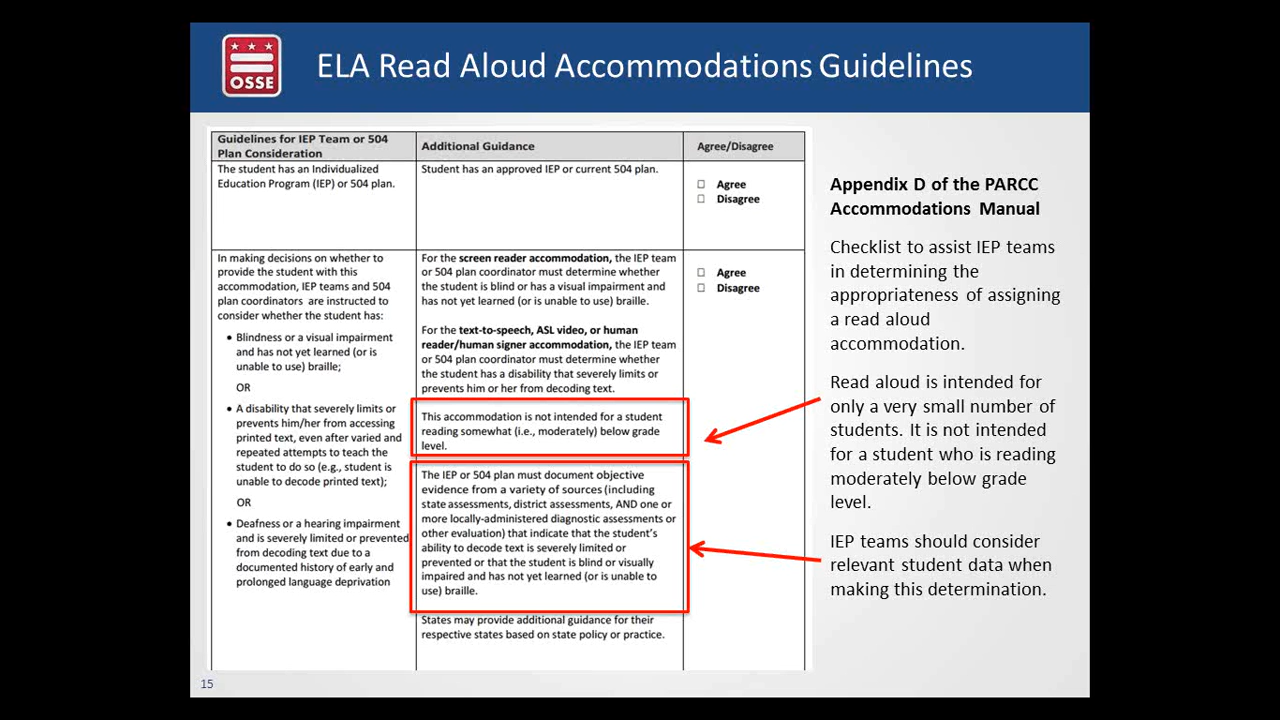 OSSE
ELA Read Aloud Accommodations Guidelines
Guidelines for IEP Team or 504
Plan Consideration
Additional Guidance
Agree/Disagree
The student has an Individualized
Education Program (IEP) or 504 plan.
Student has an approved IEP or current 504 plan.
☐ Agree
☐ Disagree
In making decisions on whether to
provide the student with this
accommodation, IEP teams and 504
plan coordinators are instructed to
consider whether the student has:
• Blindness or a visual impairment
and has not yet learned (or is
unable to use) braille;
OR
• A disability that severely limits or
prevents him/her from accessing
printed text, even after varied and
repeated attempts to teach the
student to do so (e.g., student is
unable to decode printed text);
OR
• Deafness or a hearing impairment
and is severely limited or prevented
from decoding text due to a
documented history of early and
prolonged language deprivation
For the screen reader accommodation, the IEP team
or 504 plan coordinator must determine whether
the student is blind or has a visual impairment and
has not yet learned (or is unable to use) braille.
For the text-to-speech, ASL video, or human
reader/human signer accommodation, the IEP team
or 504 plan coordinator must determine whether
the student has a disability that severely limits or
prevents him or her from decoding text.
This accommodation is not intended for a student
reading somewhat (i.e., moderately) below grade
level.
The IEP or 504 plan must document objective
evidence from a variety of sources (including
state assessments, district assessments, AND one or
more locally-administered diagnostic assessments or
other evaluation) that indicate that the student's
ability to decode text is severely limited or
prevented or that the student is blind or visually
impaired and has not yet learned (or is unable to
use) braille.
States may provide additional guidance for their
respective states based on state policy or practice.
☐ Agree
☐ Disagree
Appendix D of the PARCC
Accommodations Manual
Checklist to assist IEP teams
in determining the
appropriateness of assigning
a read aloud
accommodation.
Read aloud is intended for
only a very small number of
students. It is not intended
for a student who is reading
moderately below grade
level.
IEP teams should consider
relevant student data when
making this determination.
15